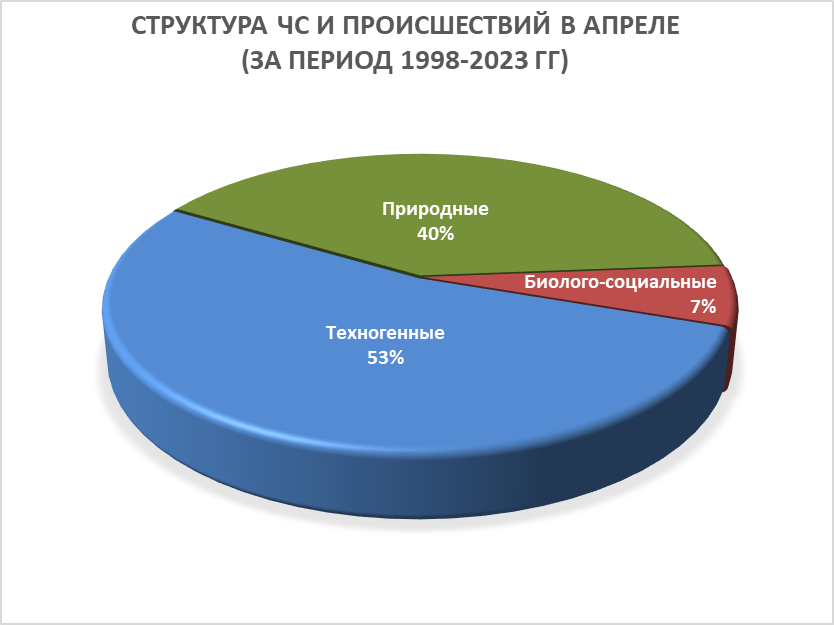 СТРУКТУРА ЧС И ПРОИСШЕСТВИЙ В АПРЕЛЕ
(ЗА ПЕРИОД 1998-2023 ГГ)
Природные
40%
Биолого-социальные
7%
Техногенные
53%